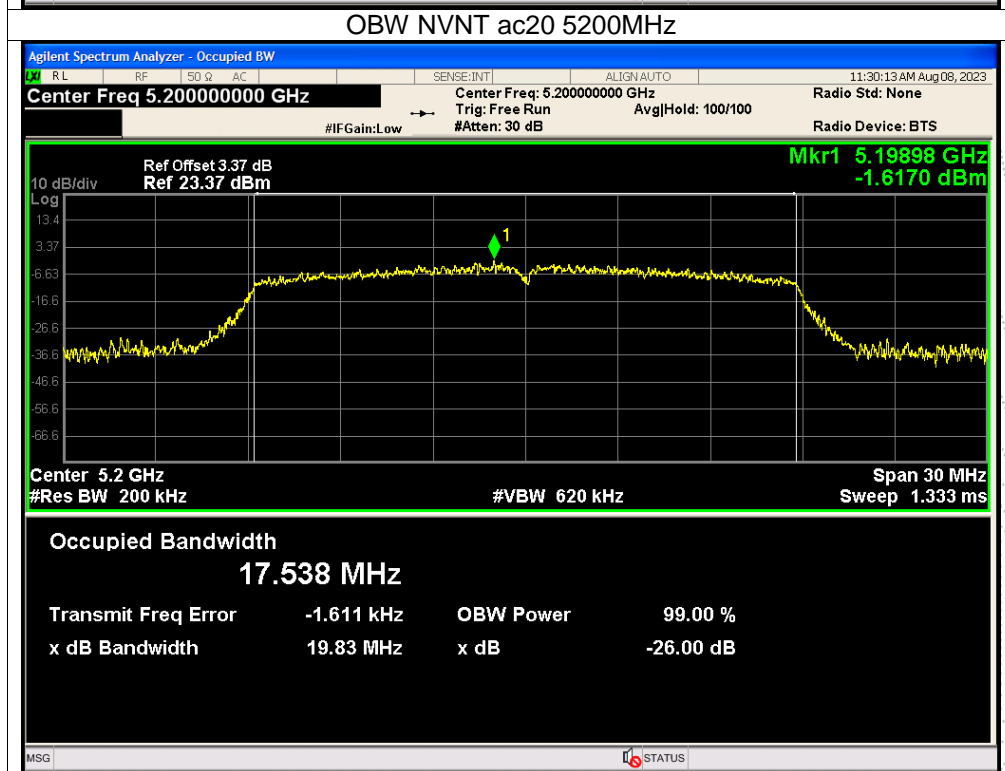 OBW NVNT ac20 5200MHz
Agilent Spectrum Analyzer - Occupied BW
LXI RL RF 50 Ω AC SENSE:INT ALIGN AUTO 11:30:13 AM Aug 08, 2023
Center Freq 5.200000000 GHz Center Freq: 5.200000000 GHz Radio Std: None
Trig: Free Run Avg|Hold: 100/100
#IFGain:Low #Atten: 30 dB Radio Device: BTS
Mkr1 5.19898 GHz
-1.6170 dBm
Ref Offset 3.37 dB
10 dB/div Ref 23.37 dBm
Log
13.4
3.37
1
-6.63
-16.6
-26.6
-36.6
-46.6
-56.6
-66.6
Center 5.2 GHz Span 30 MHz
#Res BW 200 kHz #VBW 620 kHz Sweep 1.333 ms
Occupied Bandwidth
17.538 MHz
Transmit Freq Error -1.611 kHz OBW Power 99.00 %
x dB Bandwidth 19.83 MHz x dB -26.00 dB
MSG STATUS